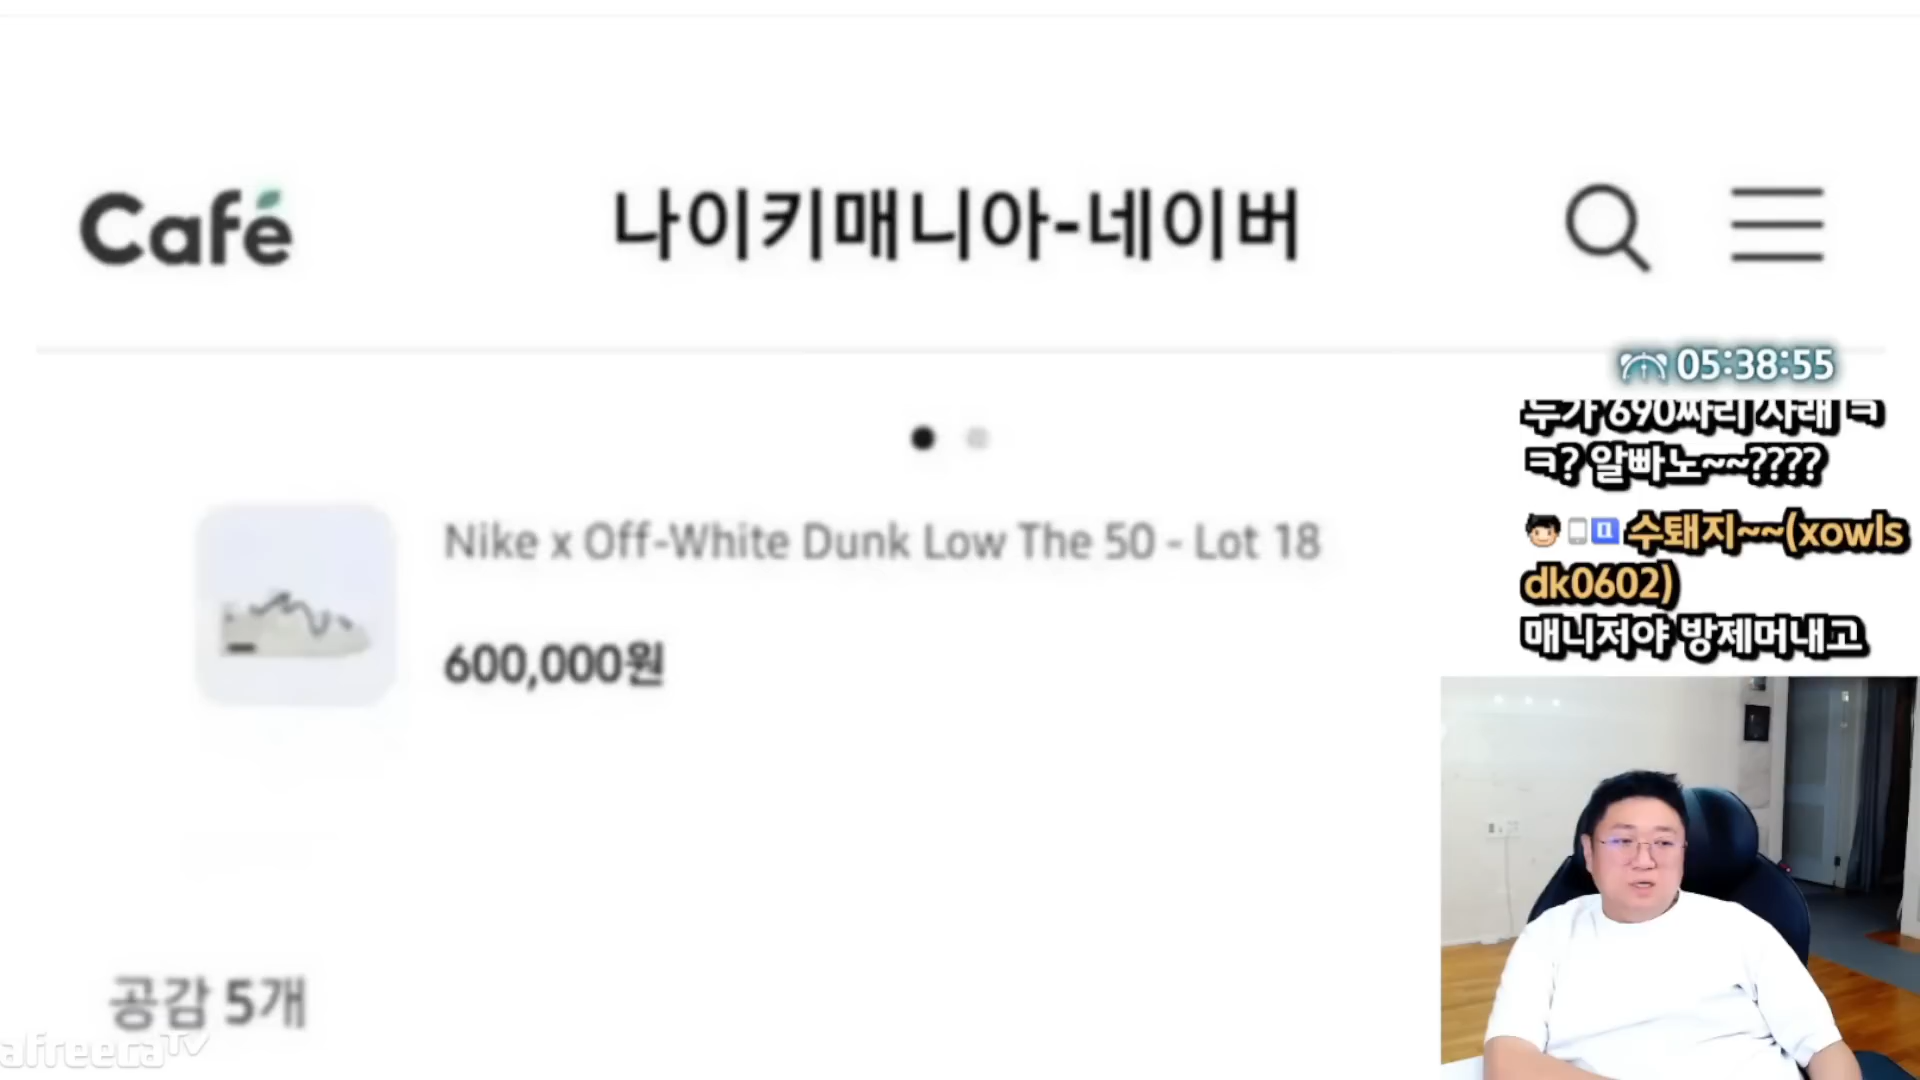 Café
나이키매니아-네이버
05:38:55
누가 690짜리 사래 ㅋ
ㅋ? 알빠노~~????
Nike x Off-White Dunk Low The 50 - Lot 18
600,000원
수퇘지~~(xowls
dk0602)
매니저야 방제머내고
공감 5개
afreecaTV